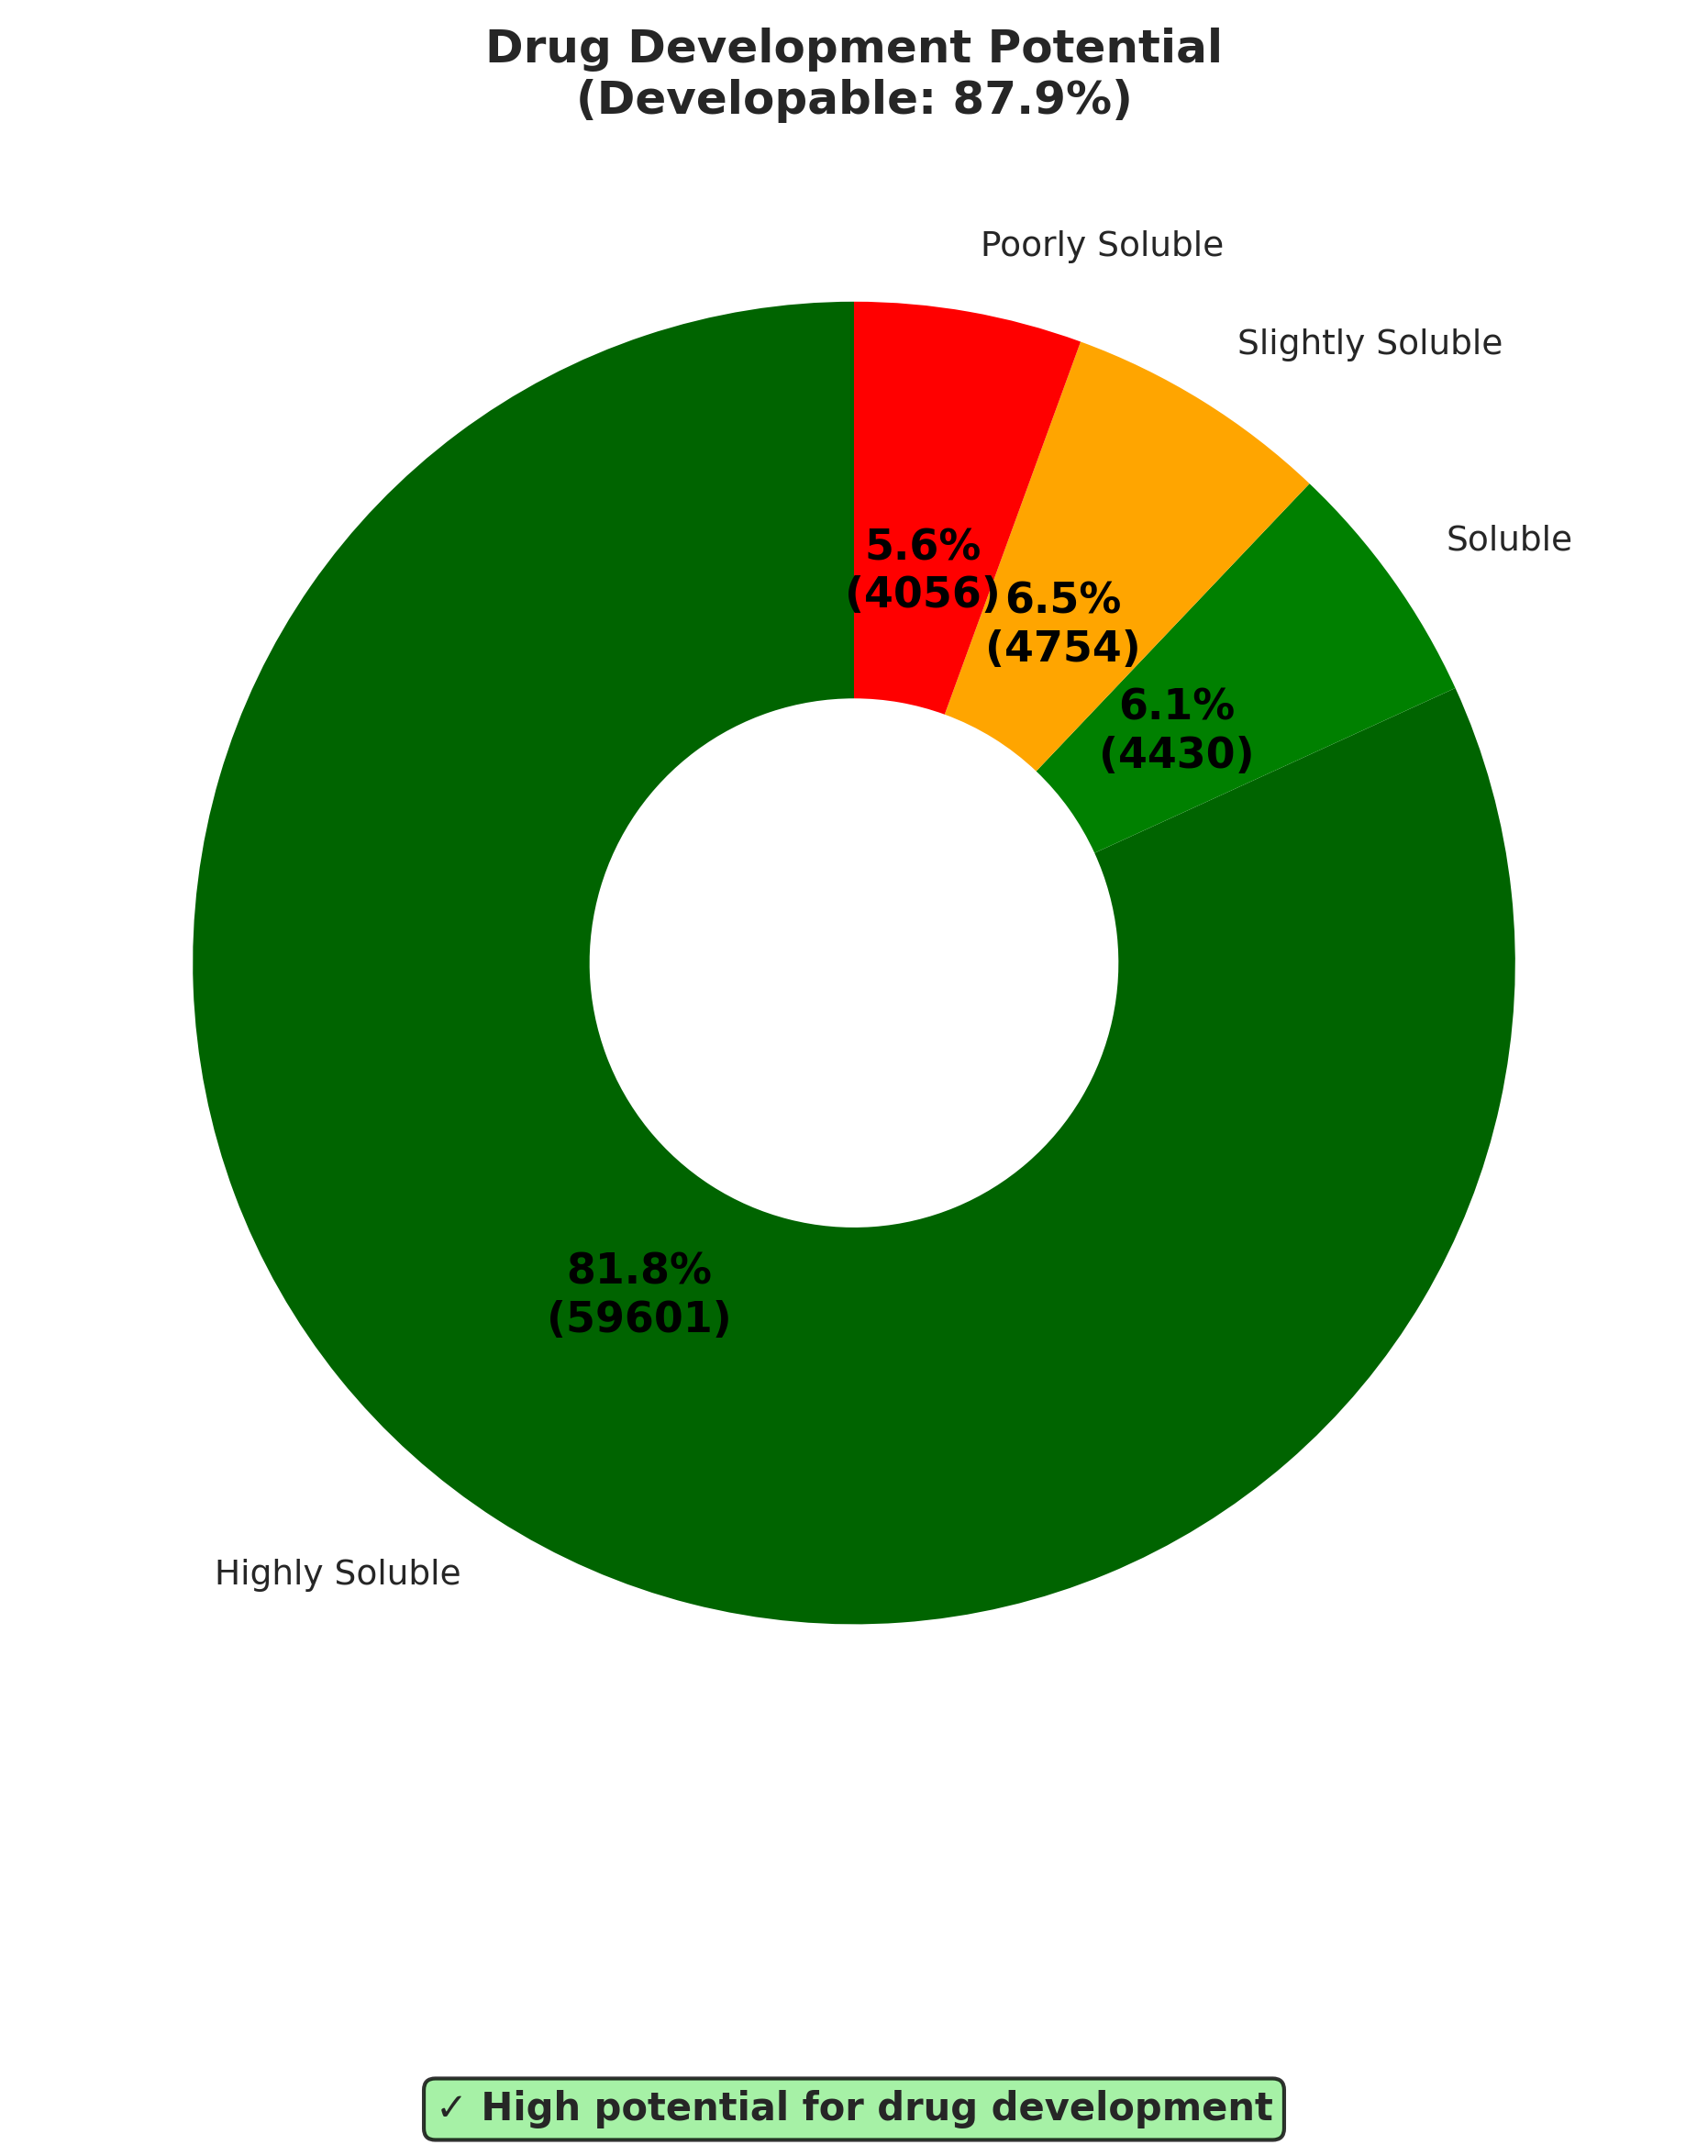 Drug Development Potential
(Developable: 87.9%)
Poorly Soluble
Slightly Soluble
Soluble
5.6%
(4056)
6.5%
(4754)
6.1%
(4430)
81.8%
(59601)
Highly Soluble
✓ High potential for drug development